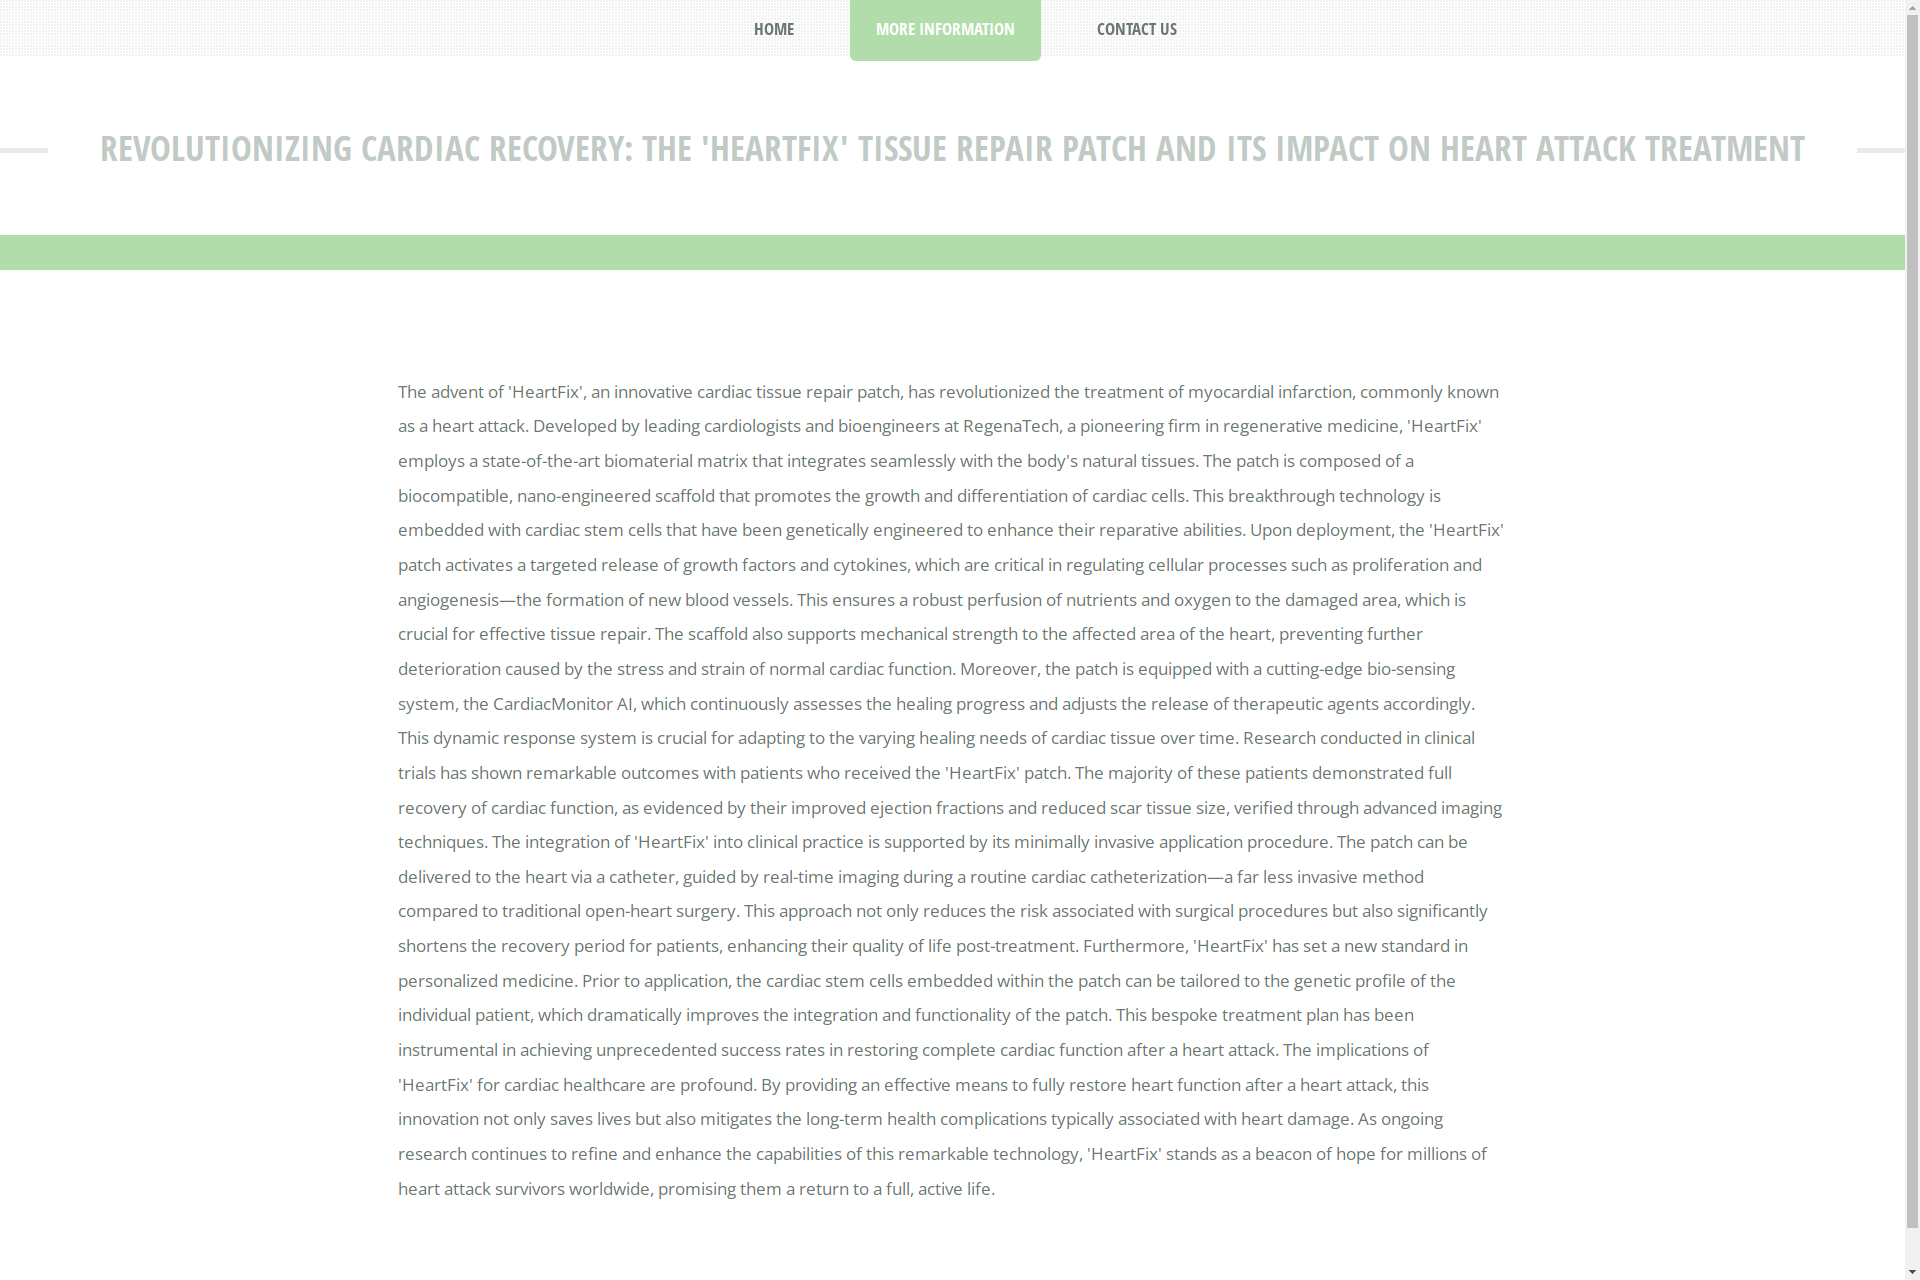 HOME
MORE INFORMATION
CONTACT US
REVOLUTIONIZING CARDIAC RECOVERY: THE 'HEARTFIX' TISSUE REPAIR PATCH AND ITS IMPACT ON HEART ATTACK TREATMENT
The advent of 'HeartFix', an innovative cardiac tissue repair patch, has revolutionized the treatment of myocardial infarction, commonly known
as a heart attack. Developed by leading cardiologists and bioengineers at RegenaTech, a pioneering firm in regenerative medicine, 'HeartFix'
employs a state-of-the-art biomaterial matrix that integrates seamlessly with the body's natural tissues. The patch is composed of a
biocompatible, nano-engineered scaffold that promotes the growth and differentiation of cardiac cells. This breakthrough technology is
embedded with cardiac stem cells that have been genetically engineered to enhance their reparative abilities. Upon deployment, the 'HeartFix'
patch activates a targeted release of growth factors and cytokines, which are critical in regulating cellular processes such as proliferation and
angiogenesis—the formation of new blood vessels. This ensures a robust perfusion of nutrients and oxygen to the damaged area, which is
crucial for effective tissue repair. The scaffold also supports mechanical strength to the affected area of the heart, preventing further
deterioration caused by the stress and strain of normal cardiac function. Moreover, the patch is equipped with a cutting-edge bio-sensing
system, the CardiacMonitor AI, which continuously assesses the healing progress and adjusts the release of therapeutic agents accordingly.
This dynamic response system is crucial for adapting to the varying healing needs of cardiac tissue over time. Research conducted in clinical
trials has shown remarkable outcomes with patients who received the 'HeartFix' patch. The majority of these patients demonstrated full
recovery of cardiac function, as evidenced by their improved ejection fractions and reduced scar tissue size, verified through advanced imaging
techniques. The integration of 'HeartFix' into clinical practice is supported by its minimally invasive application procedure. The patch can be
delivered to the heart via a catheter, guided by real-time imaging during a routine cardiac catheterization—a far less invasive method
compared to traditional open-heart surgery. This approach not only reduces the risk associated with surgical procedures but also significantly
shortens the recovery period for patients, enhancing their quality of life post-treatment. Furthermore, 'HeartFix' has set a new standard in
personalized medicine. Prior to application, the cardiac stem cells embedded within the patch can be tailored to the genetic profile of the
individual patient, which dramatically improves the integration and functionality of the patch. This bespoke treatment plan has been
instrumental in achieving unprecedented success rates in restoring complete cardiac function after a heart attack. The implications of
'HeartFix' for cardiac healthcare are profound. By providing an effective means to fully restore heart function after a heart attack, this
innovation not only saves lives but also mitigates the long-term health complications typically associated with heart damage. As ongoing
research continues to refine and enhance the capabilities of this remarkable technology, 'HeartFix' stands as a beacon of hope for millions of
heart attack survivors worldwide, promising them a return to a full, active life.